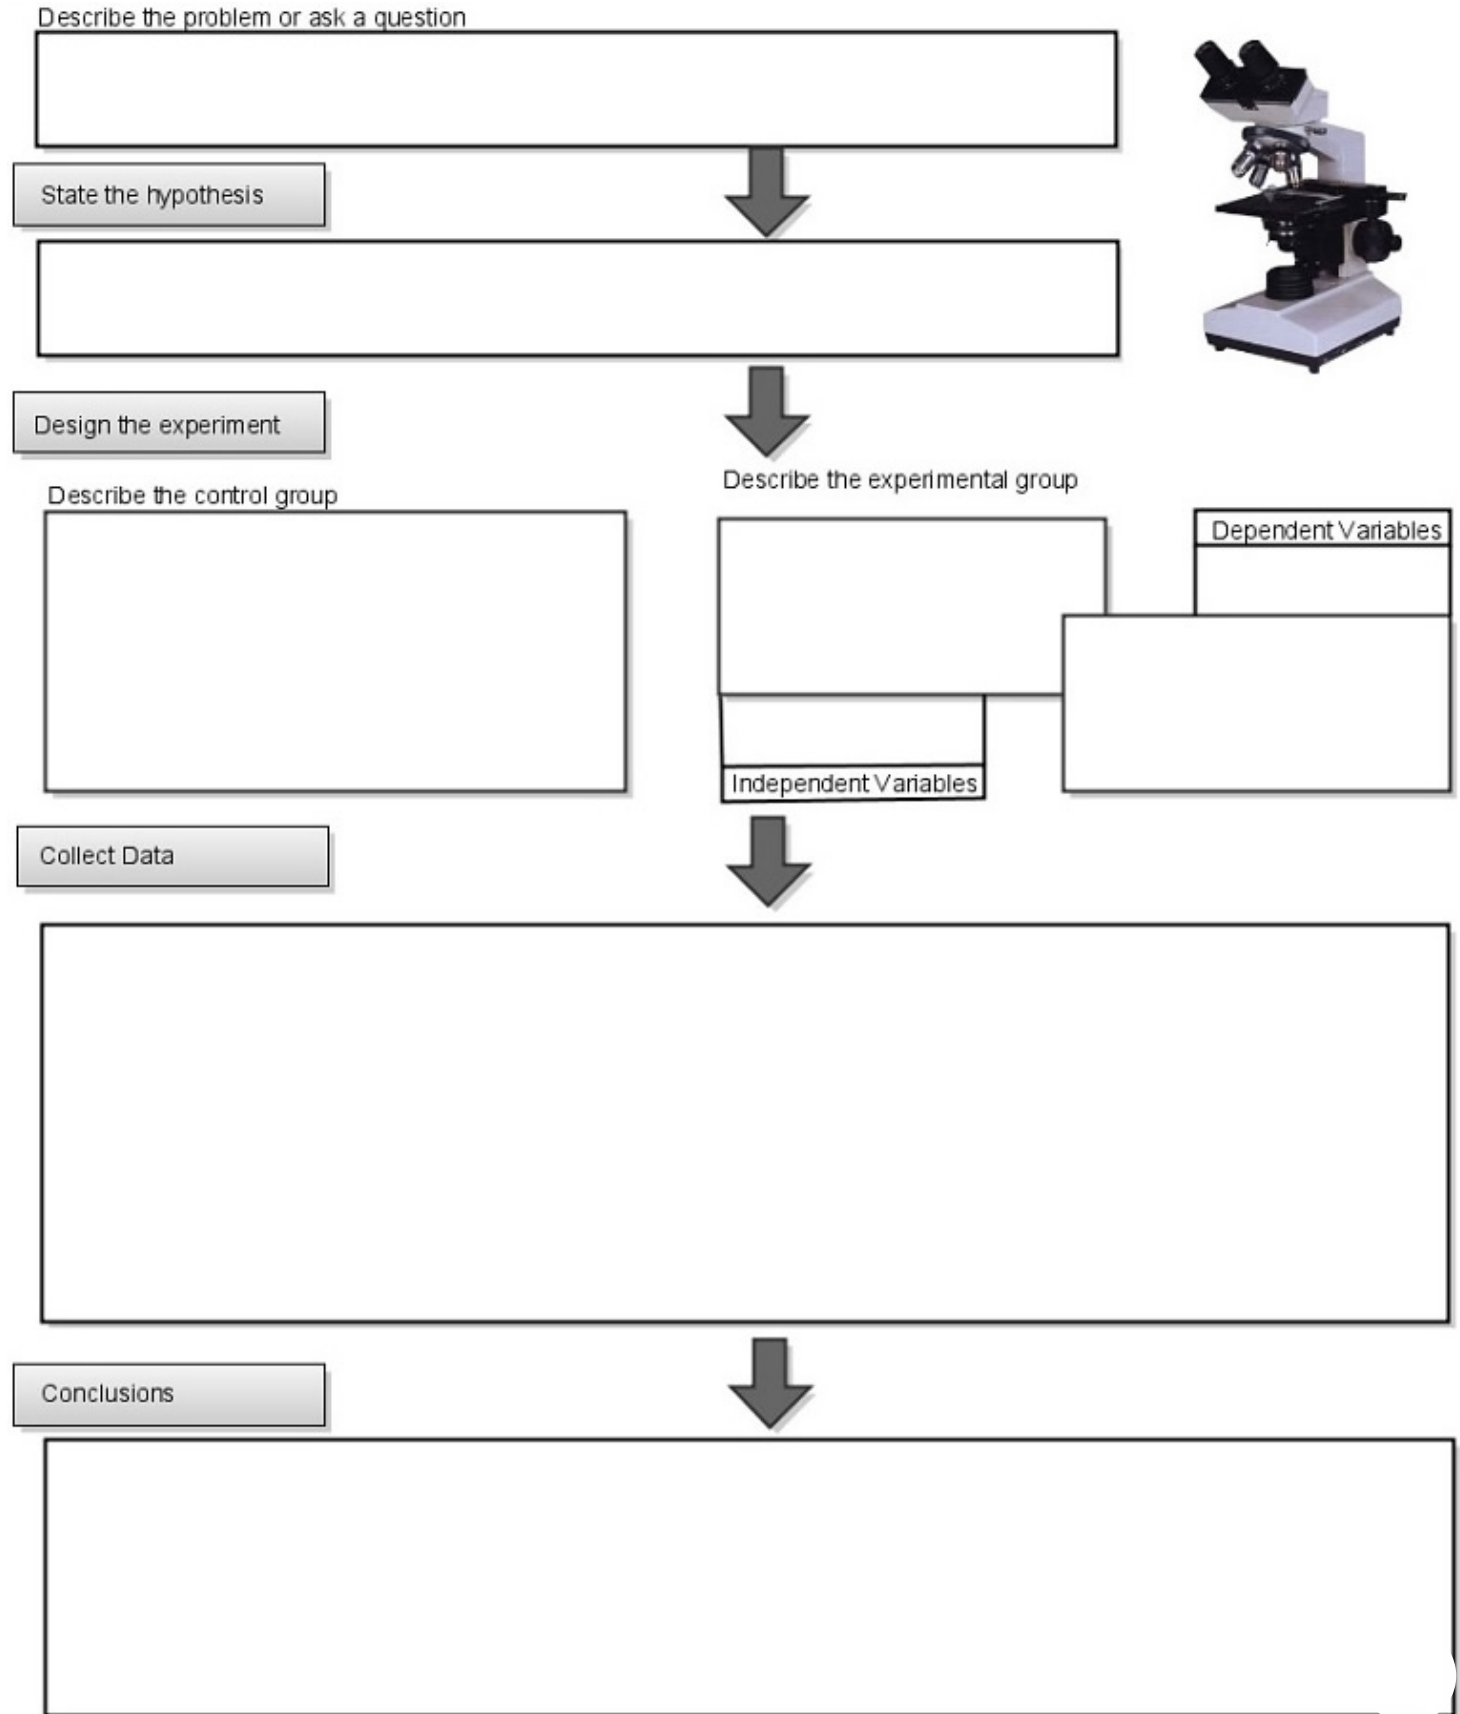 Describe the problem or ask a question
State the hypothesis
Design the experiment
Describe the control group
Describe the experimental group
Dependent Variables
Independent Variables
Collect Data
Conclusions